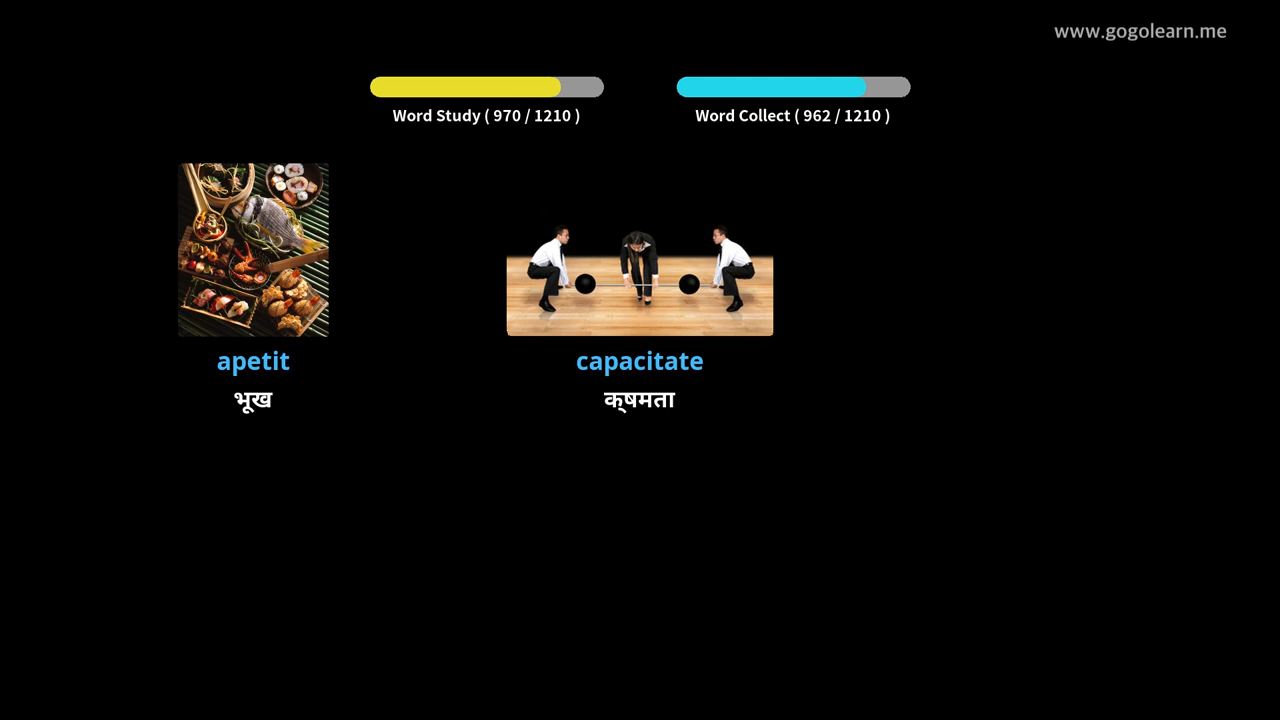 www.gogolearn.me
Word Study ( 970 / 1210 )
Word Collect ( 962 / 1210 )
apetit
भूख
capacitate
क्षमता